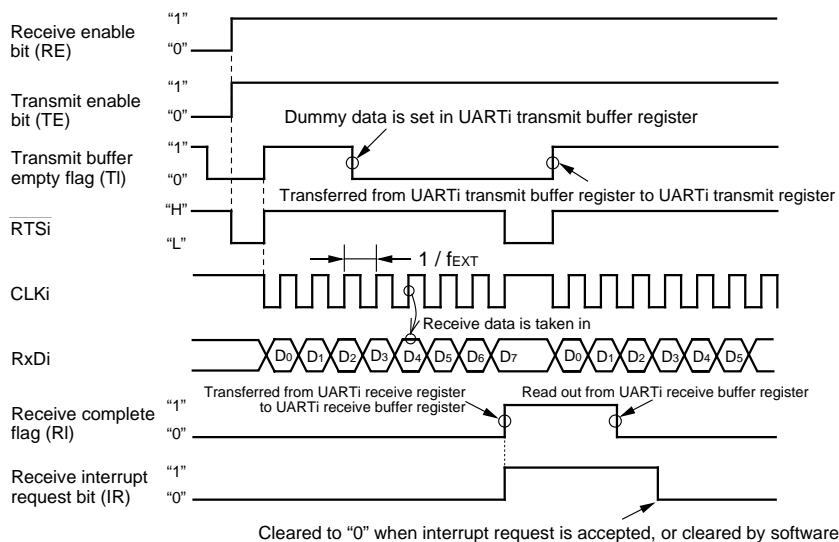 Receive enable
bit (RE)
“1”
“0”
Transmit enable
bit (TE)
“1”
“0”
Dummy data is set in UARTi transmit buffer register
Transmit buffer
empty flag (Tl)
“1”
“0”
Transferred from UARTi transmit buffer register to UARTi transmit register
RTSi
“H”
“L”
1 / fEXT
CLKi
Receive data is taken in
RxDi
D0 D1 D2 D3 D4 D5 D6 D7 D0 D1 D2 D3 D4 D5
Transferred from UARTi receive register
to UARTi receive buffer register
Read out from UARTi receive buffer register
Receive complete
flag (Rl)
“1”
“0”
Receive interrupt
request bit (IR)
“1”
“0”
Cleared to “0” when interrupt request is accepted, or cleared by software